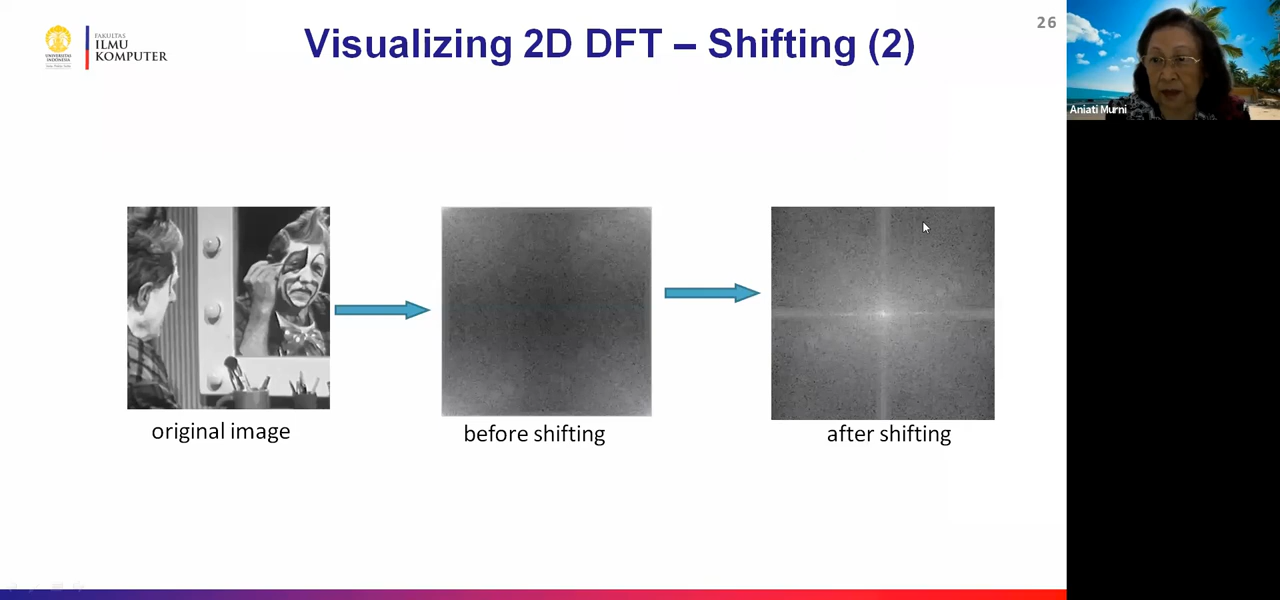 FAKULTAS
ILMU
KOMPUTER
UNIVERSITAS
INDONESIA
Visualizing 2D DFT – Shifting (2)
26
Aniati Murni
original image
before shifting
after shifting